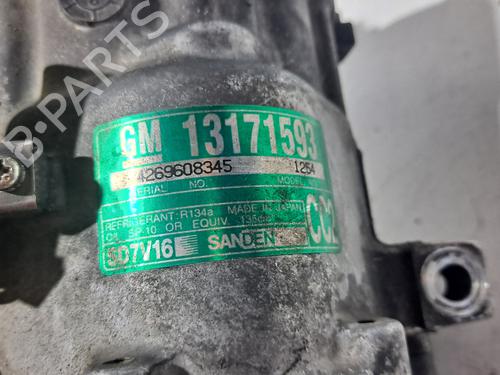 B-PARTS
GM 13171593
4269608345 1254
SERIAL NO. MODEL
REFRIGERANT: R134a MADE IN JAPAN
OIL SP-10 OR EQUIV. 135cc
SD7V16 SANDEN